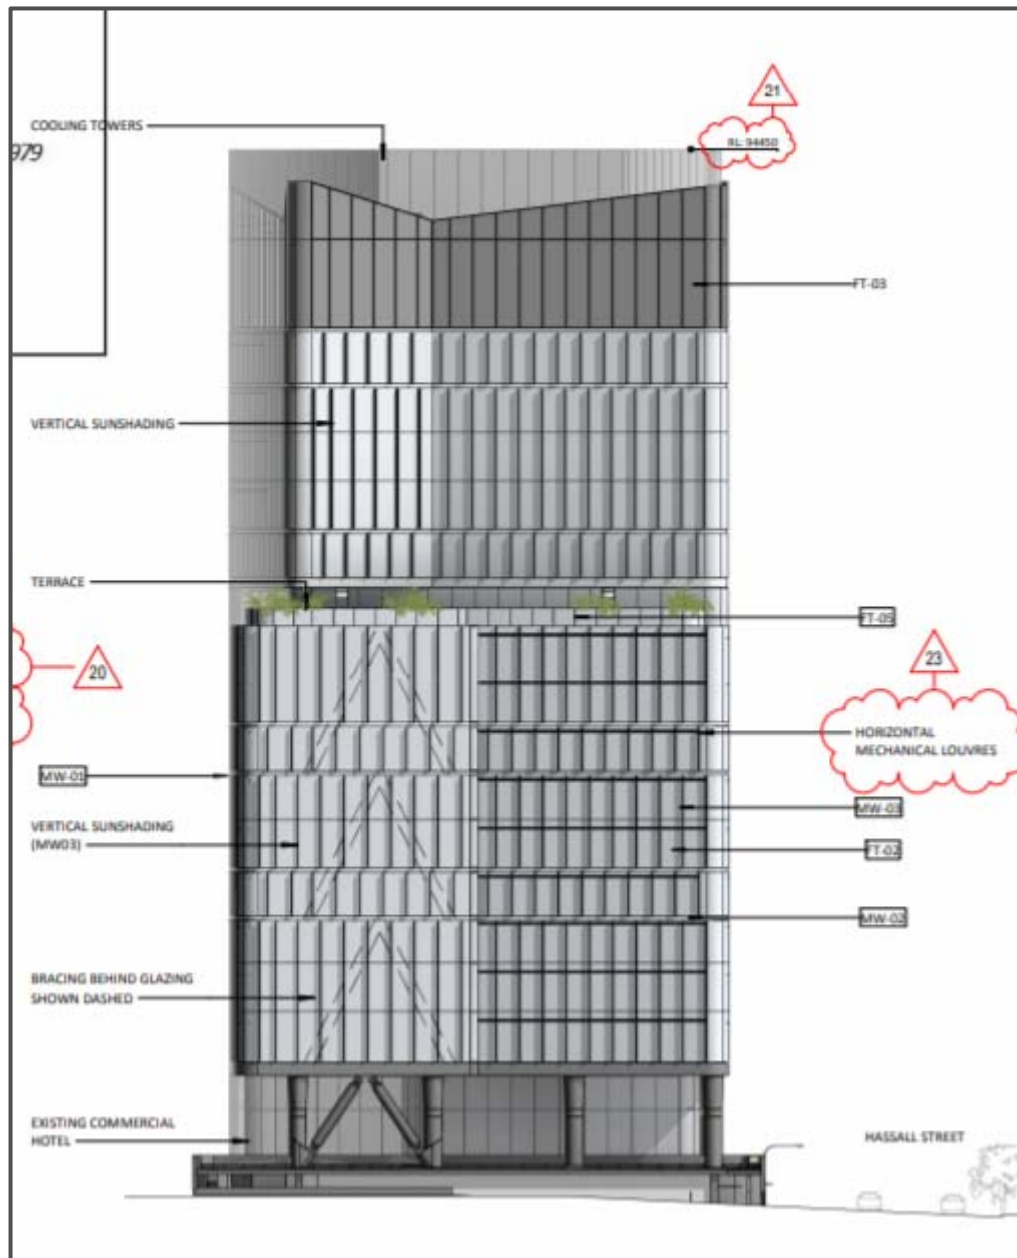 21
COOLING TOWERS
RL: 94450
979
FT-03
VERTICAL SUNSHADING
TERRACE
FT-05
20
23
HORIZONTAL
MECHANICAL LOUVRES
MW-01
MW-03
VERTICAL SUNSHADING
(MW03)
FT-02
MW-02
BRACING BEHIND GLAZING
SHOWN DASHED
EXISTING COMMERCIAL
HOTEL
HASSALL STREET